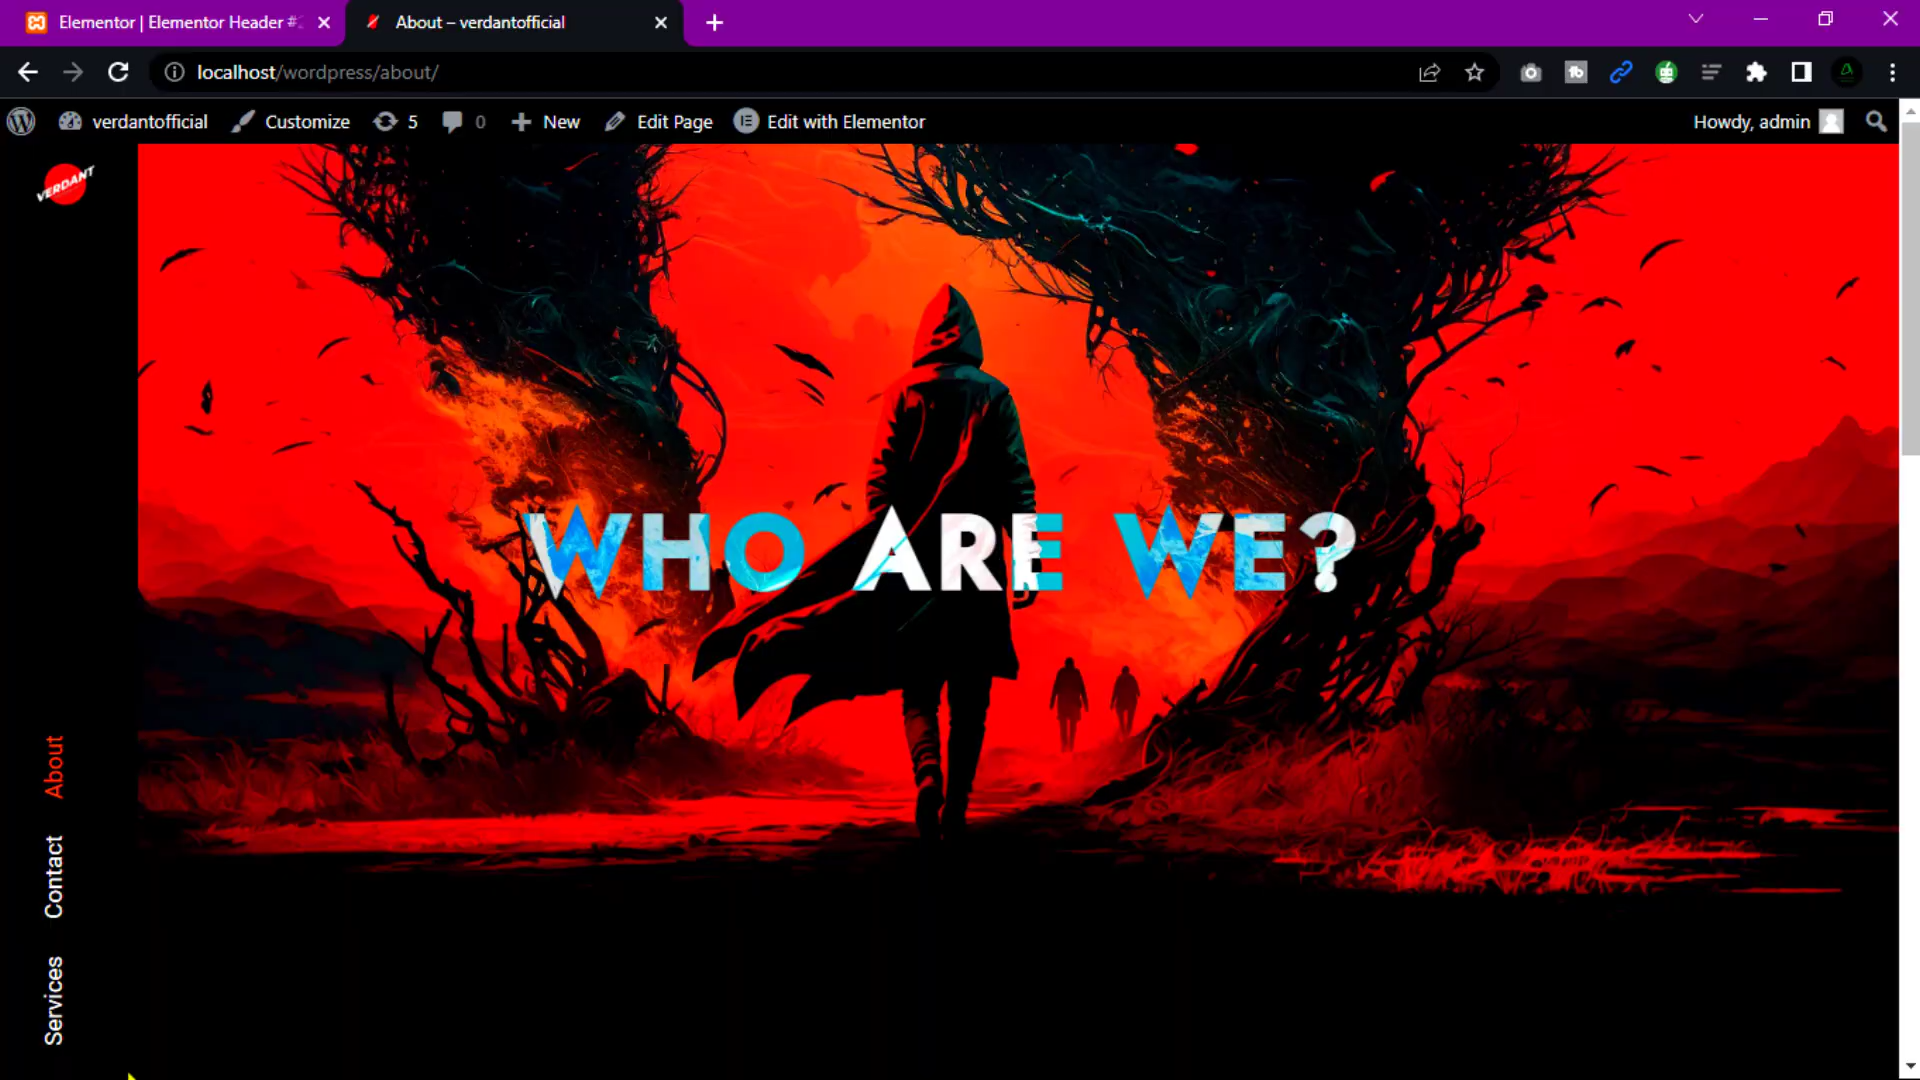 Elementor | Elementor Header #
About – verdantofficial
localhost/wordpress/about/
verdantofficial
Customize
5
0
New
Edit Page
Edit with Elementor
Howdy, admin
VERDANT
WHO ARE WE?
About
Contact
Services